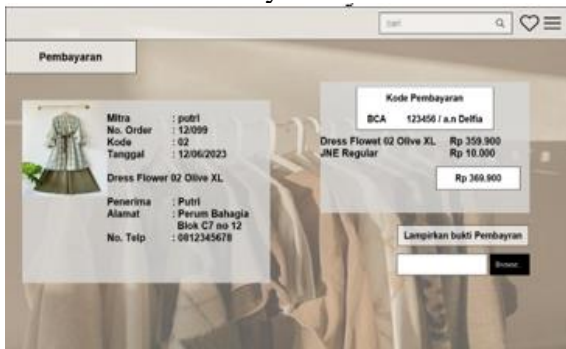 cari
Pembayaran
Mitra : putri
No. Order : 12/099
Kode : 02
Tanggal : 12/06/2023
Dress Flower 02 Olive XL
Penerima : Putri
Alamat : Perum Bahagia
Blok C7 no 12
No. Telp : 0812345678
Kode Pembayaran
BCA 123456 / a.n Delfia
Dress Flowet 02 Olive XL Rp 359.900
JNE Regular Rp 10.000
Rp 369.900
Lampirkan bukti Pembayran
Browse..